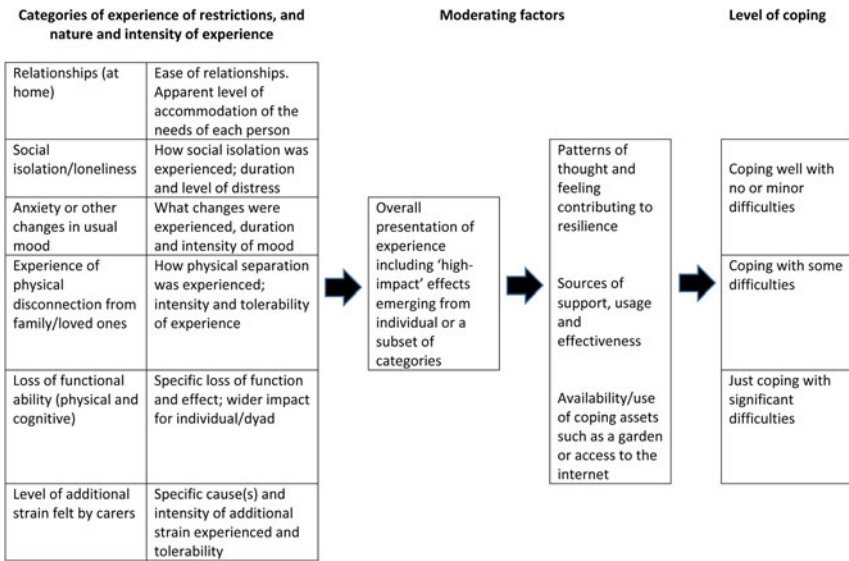 Categories of experience of restrictions, and
nature and intensity of experience
Moderating factors
Level of coping
Relationships (at
home)
Ease of relationships.
Apparent level of
accommodation of the
needs of each person
Social
isolation/loneliness
How social isolation was
experienced; duration
and level of distress
Anxiety or other
changes in usual
mood
What changes were
experienced, duration
and intensity of mood
Experience of
physical
disconnection from
family/loved ones
How physical separation
was experienced;
intensity and tolerability
of experience
Loss of functional
ability (physical and
cognitive)
Specific loss of function
and effect; wider impact
for individual/dyad
Level of additional
strain felt by carers
Specific cause(s) and
intensity of additional
strain experienced and
tolerability
Overall
presentation of
experience
including ‘high-
impact’ effects
emerging from
individual or a
subset of
categories
Patterns of
thought and
feeling
contributing to
resilience
Sources of
support, usage
and
effectiveness
Availability/use
of coping assets
such as a garden
or access to the
internet
Coping well with
no or minor
difficulties
Coping with some
difficulties
Just coping with
significant
difficulties